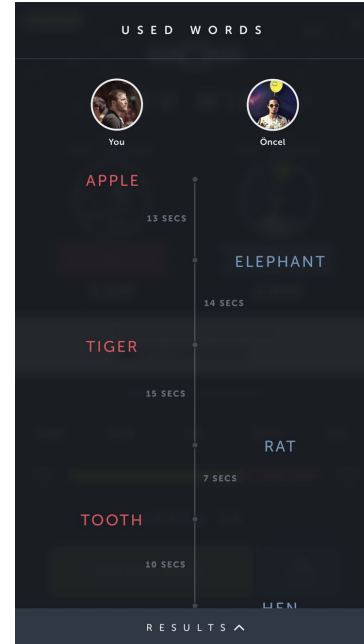 USED WORDS
You
Öncel
APPLE
13 SECS
ELEPHANT
14 SECS
TIGER
15 SECS
RAT
7 SECS
TOOTH
10 SECS
HEN
RESULTS